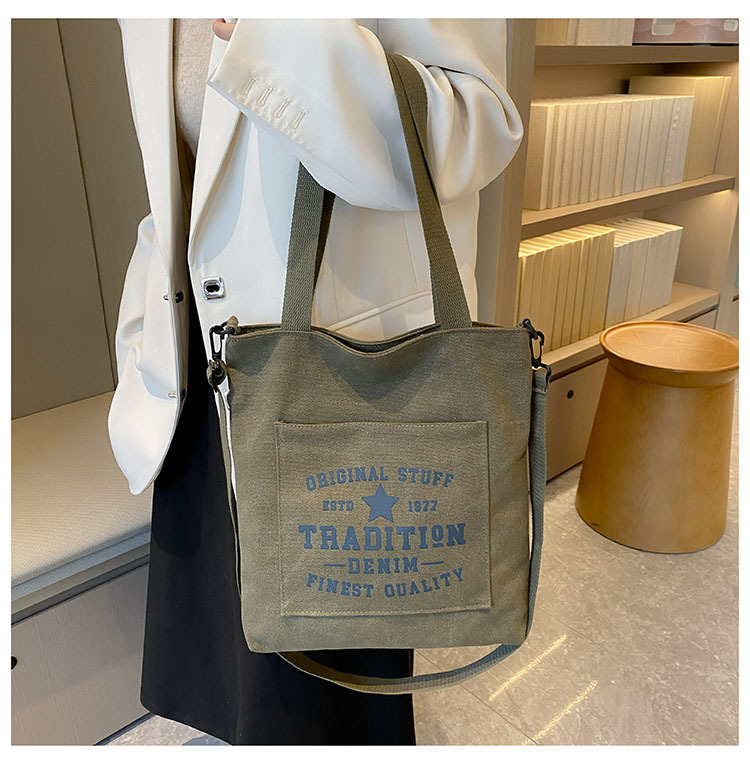 ORIGINAL STUFF
ESTD 1977
TRADITION
DENIM
FINEST QUALITY